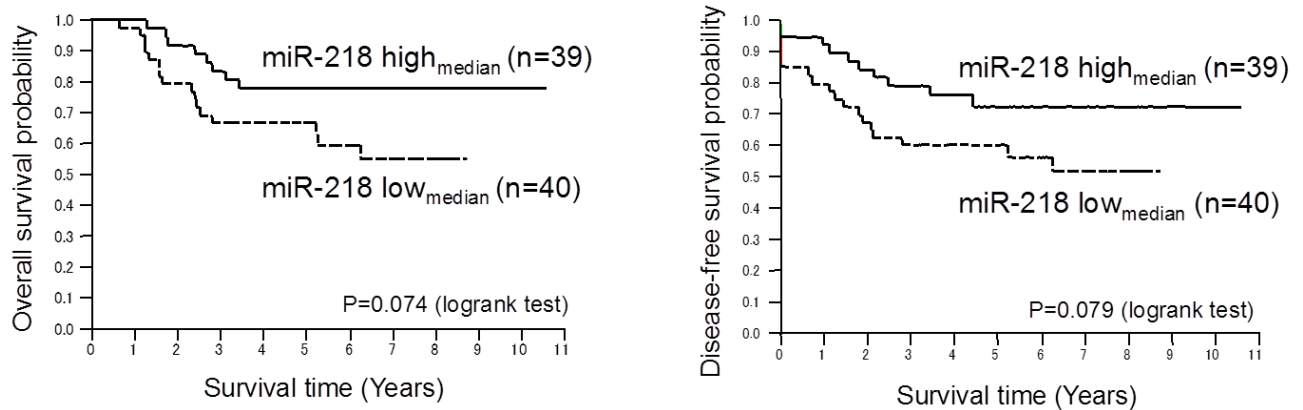 Overall survival probability
1.0
0.9
0.8
0.7
0.6
0.5
0.4
0.3
0.2
0.1
0.0
miR-218 high median (n=39)
miR-218 low median (n=40)
P=0.074 (logrank test)
0 1 2 3 4 5 6 7 8 9 10 11
Survival time (Years)
Disease-free survival probability
1.0
0.9
0.8
0.7
0.6
0.5
0.4
0.3
0.2
0.1
0.0
miR-218 high median (n=39)
miR-218 low median (n=40)
P=0.079 (logrank test)
0 1 2 3 4 5 6 7 8 9 10 11
Survival time (Years)